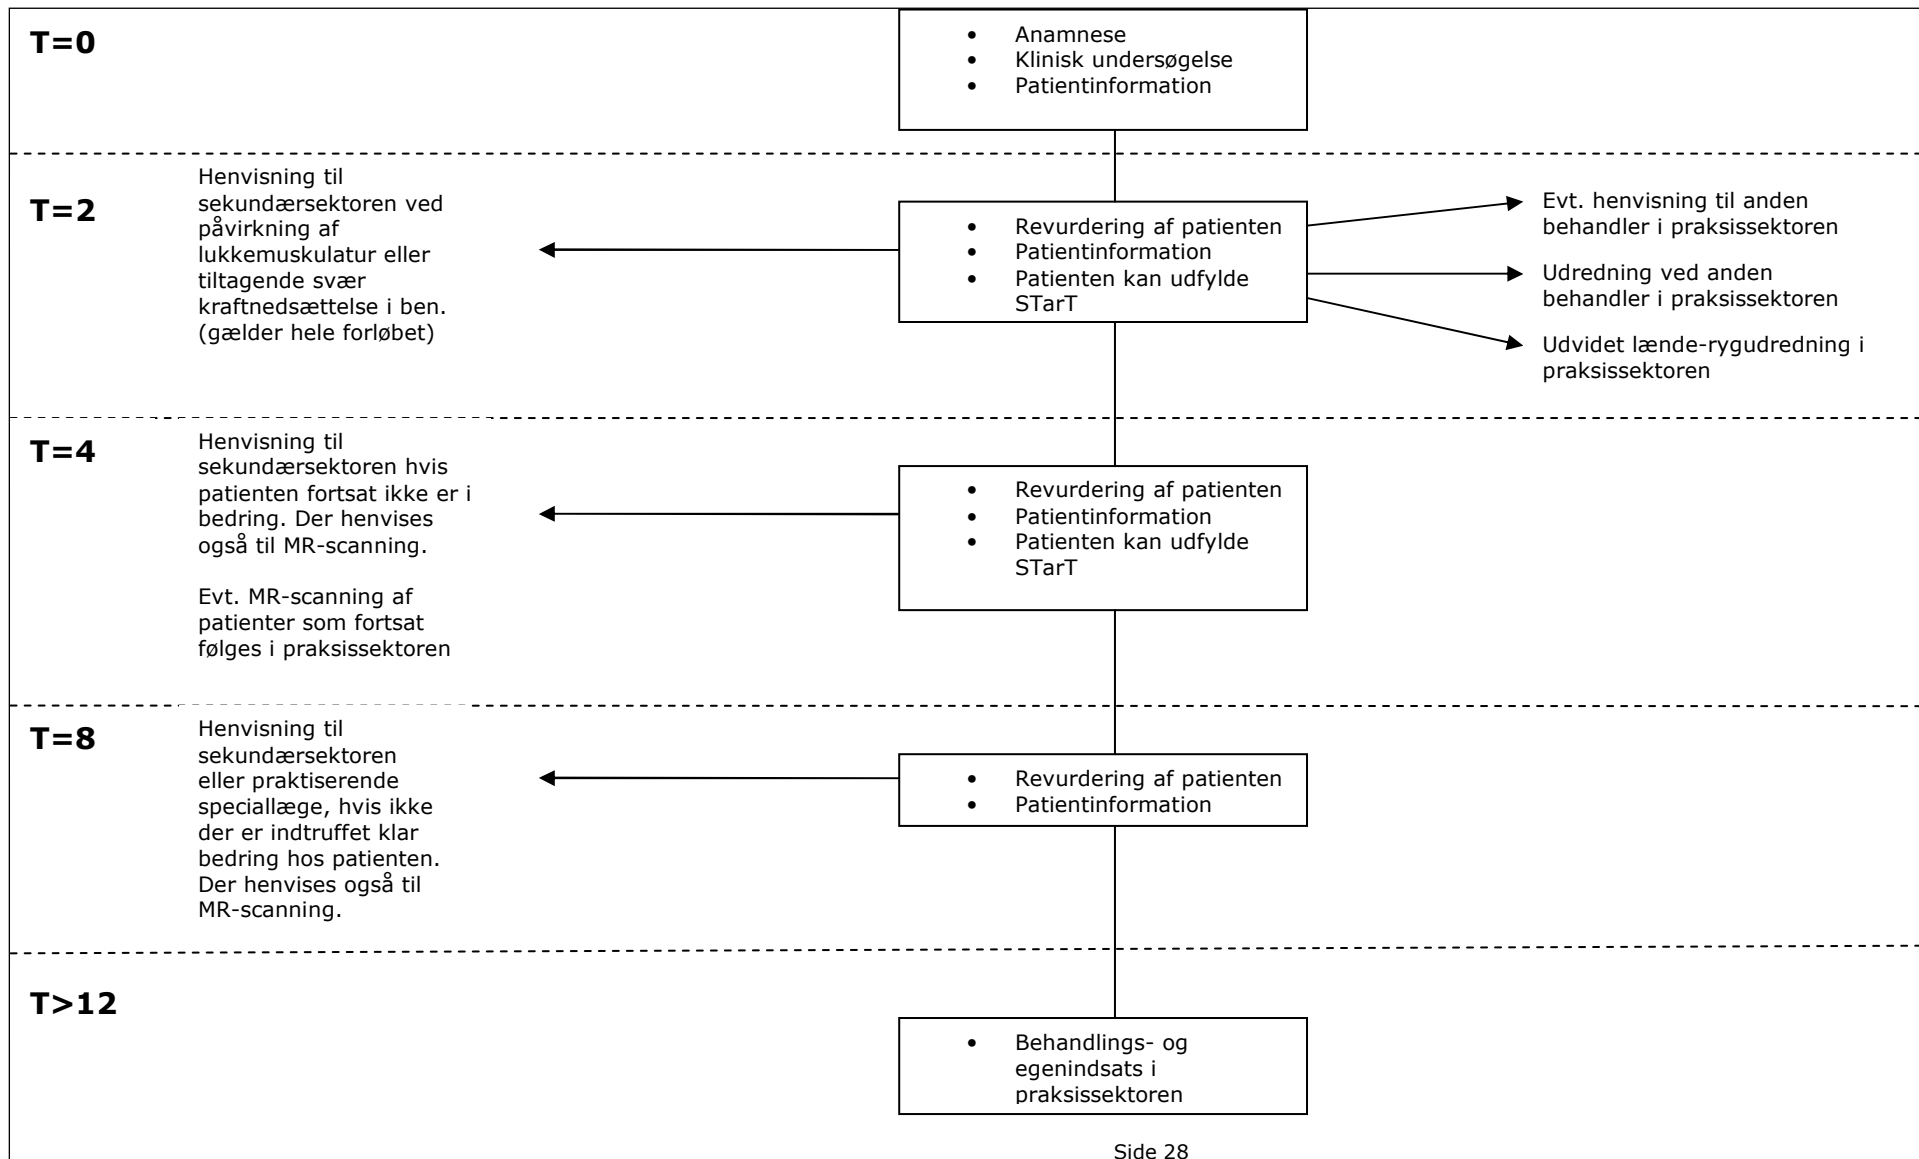 T=0
• Anamnese
• Klinisk undersøgelse
• Patientinformation
T=2
Henvisning til
sekundærsektoren ved
påvirkning af
lukkemuskulatur eller
tiltagende svær
kraftnedsættelse i ben.
(gælder hele forløbet)
• Revurdering af patienten
• Patientinformation
• Patienten kan udfylde
STarT
Evt. henvisning til anden
behandler i praksissektoren
Udredning ved anden
behandler i praksissektoren
Udvidet lænde-rygudredning i
praksissektoren
T=4
Henvisning til
sekundærsektoren hvis
patienten fortsat ikke er i
bedring. Der henvises
også til MR-scanning.
Evt. MR-scanning af
patienter som fortsat
følges i praksissektoren
• Revurdering af patienten
• Patientinformation
• Patienten kan udfylde
STarT
T=8
Henvisning til
sekundærsektoren
eller praktiserende
speciallæge, hvis ikke
der er indtruffet klar
bedring hos patienten.
Der henvises også til
MR-scanning.
• Revurdering af patienten
• Patientinformation
T>12
• Behandlings- og
egenindsats i
praksissektoren
Side 28